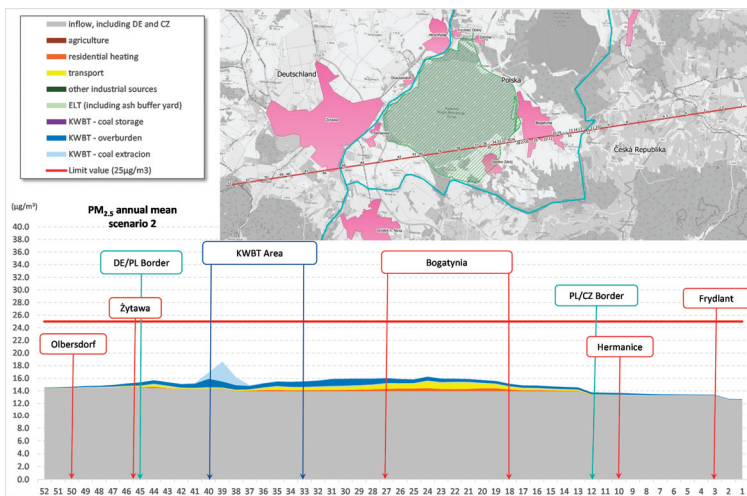 inflow, including DE and CZ
agriculture
residential heating
transport
other industrial sources
ELT (including ash buffer yard)
KWBT - coal storage
KWBT - overburden
KWBT - coal extracion
Limit value (25µg/m3)
Deutschland
Polska
Česká Republika
(µg/m³)
PM2.5 annual mean
scenario 2
40.0
38.0
36.0
34.0
32.0
30.0
28.0
26.0
24.0
22.0
20.0
18.0
16.0
14.0
12.0
10.0
8.0
6.0
4.0
2.0
0.0
DE/PL Border
KWBT Area
Bogatynia
PL/CZ Border
Frydlant
Żytawa
Olbersdorf
Hermanice
52 51 50 49 48 47 46 45 44 43 42 41 40 39 38 37 36 35 34 33 32 31 30 29 28 27 26 25 24 23 22 21 20 19 18 17 16 15 14 13 12 11 10 9 8 7 6 5 4 3 2 1